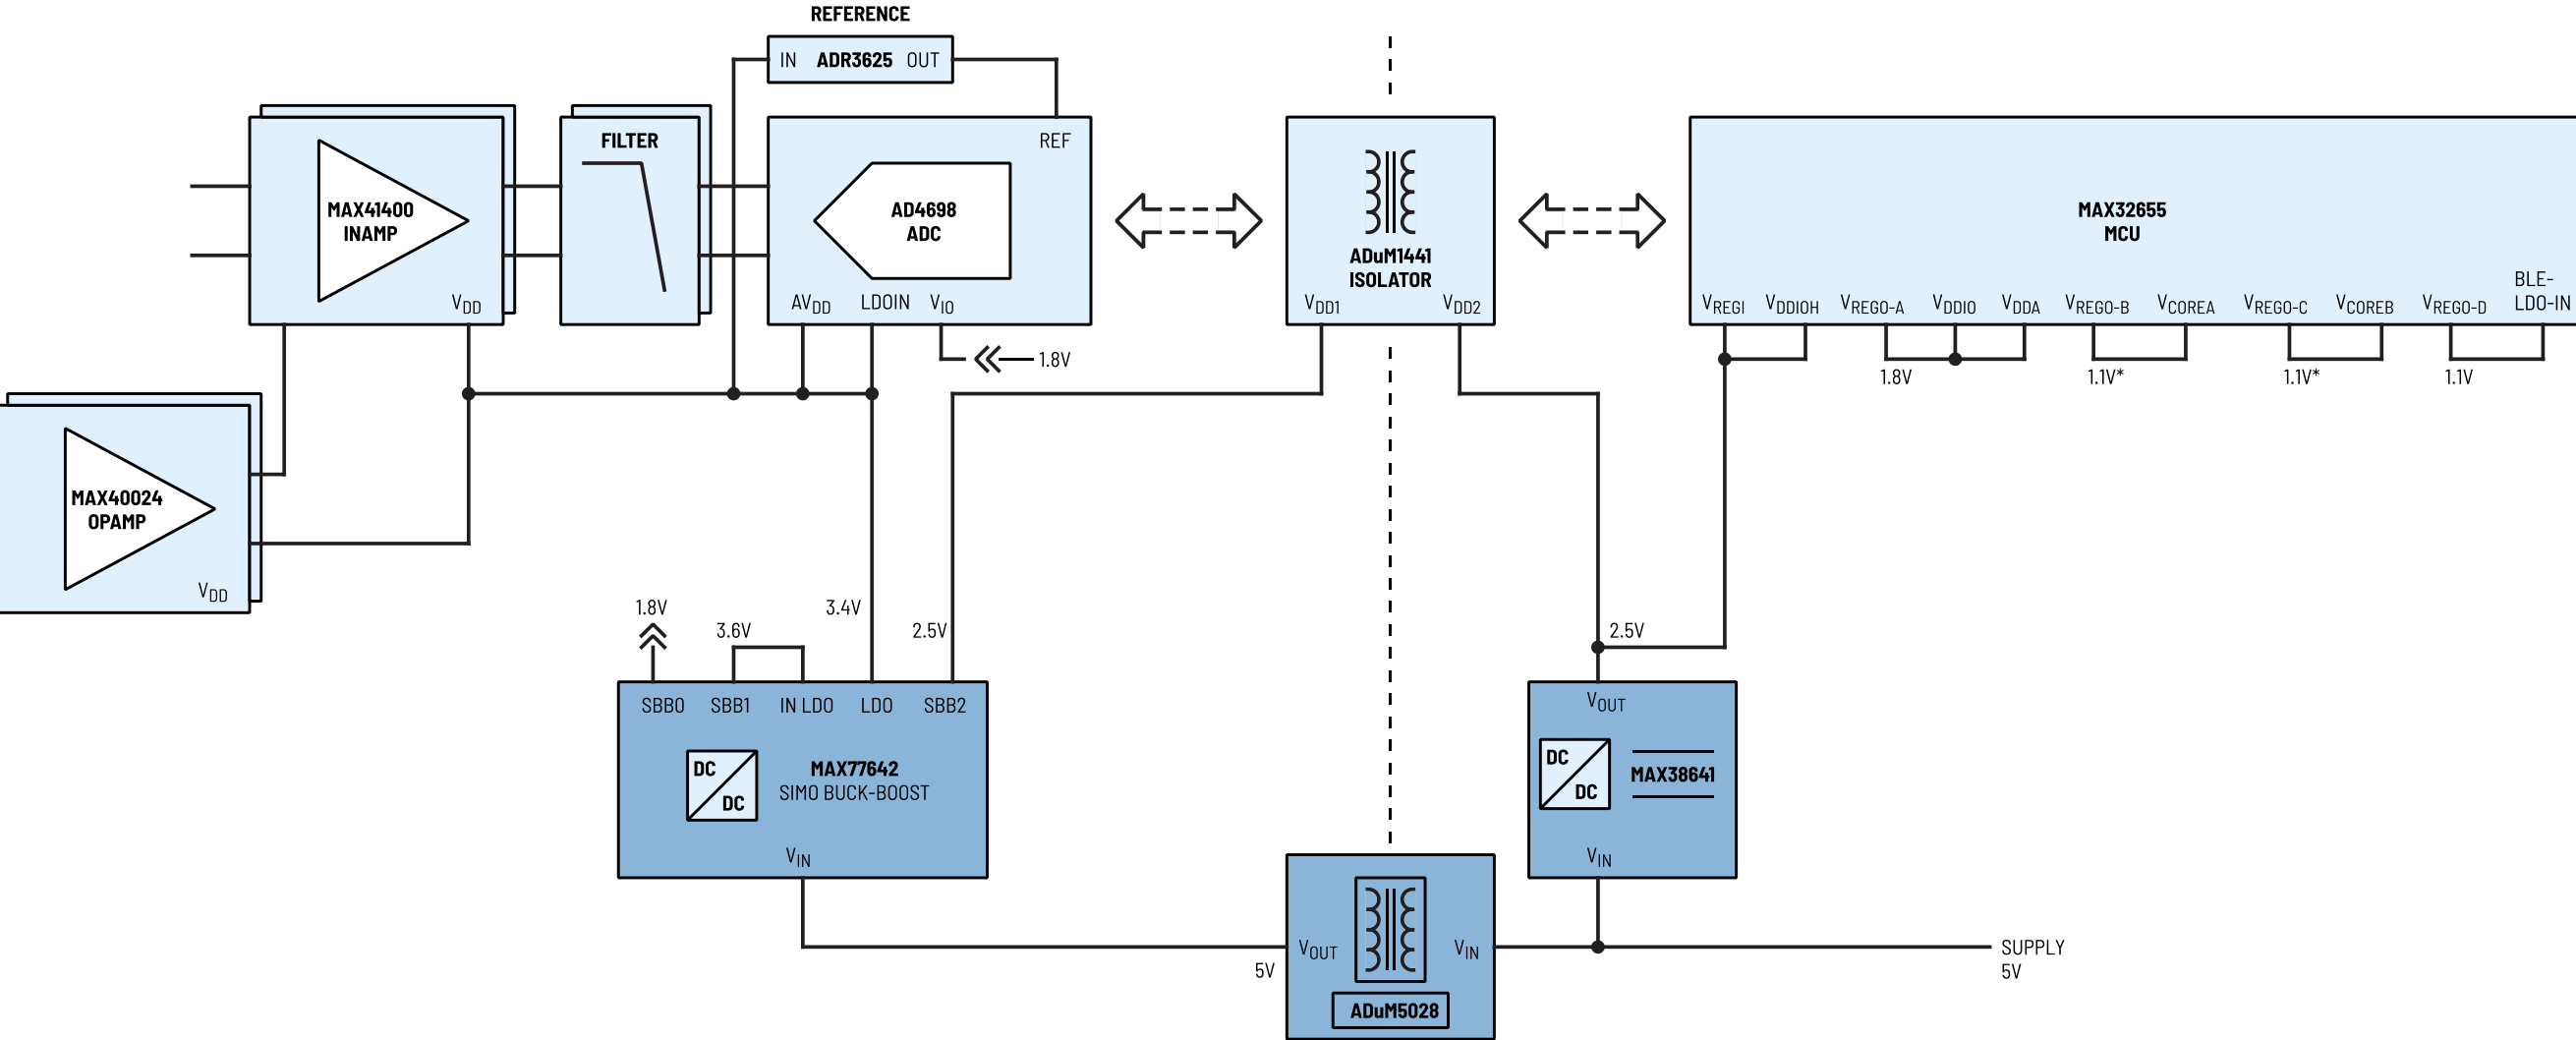 REFERENCE
IN ADR3625 OUT
FILTER
REF
MAX41400
INAMP
VDD
AD4698
ADC
AVDD LDOIN VIO
1.8V
ADuM1441
ISOLATOR
VDD1 VDD2
MAX32655
MCU
VREGI VDDIOH VREGO-A VDDIO VDDA VREGO-B VCOREA VREGO-C VCOREB VREGO-D BLE-
LDO-IN
1.8V 1.1V* 1.1V* 1.1V
MAX40024
OPAMP
VDD
1.8V 3.6V 3.4V 2.5V
SBB0 SBB1 IN LDO LDO SBB2
DC
DC
MAX77642
SIMO BUCK-BOOST
VIN
2.5V
VOUT
DC
DC
MAX38641
VIN
5V
VOUT VIN
ADuM5028
SUPPLY
5V